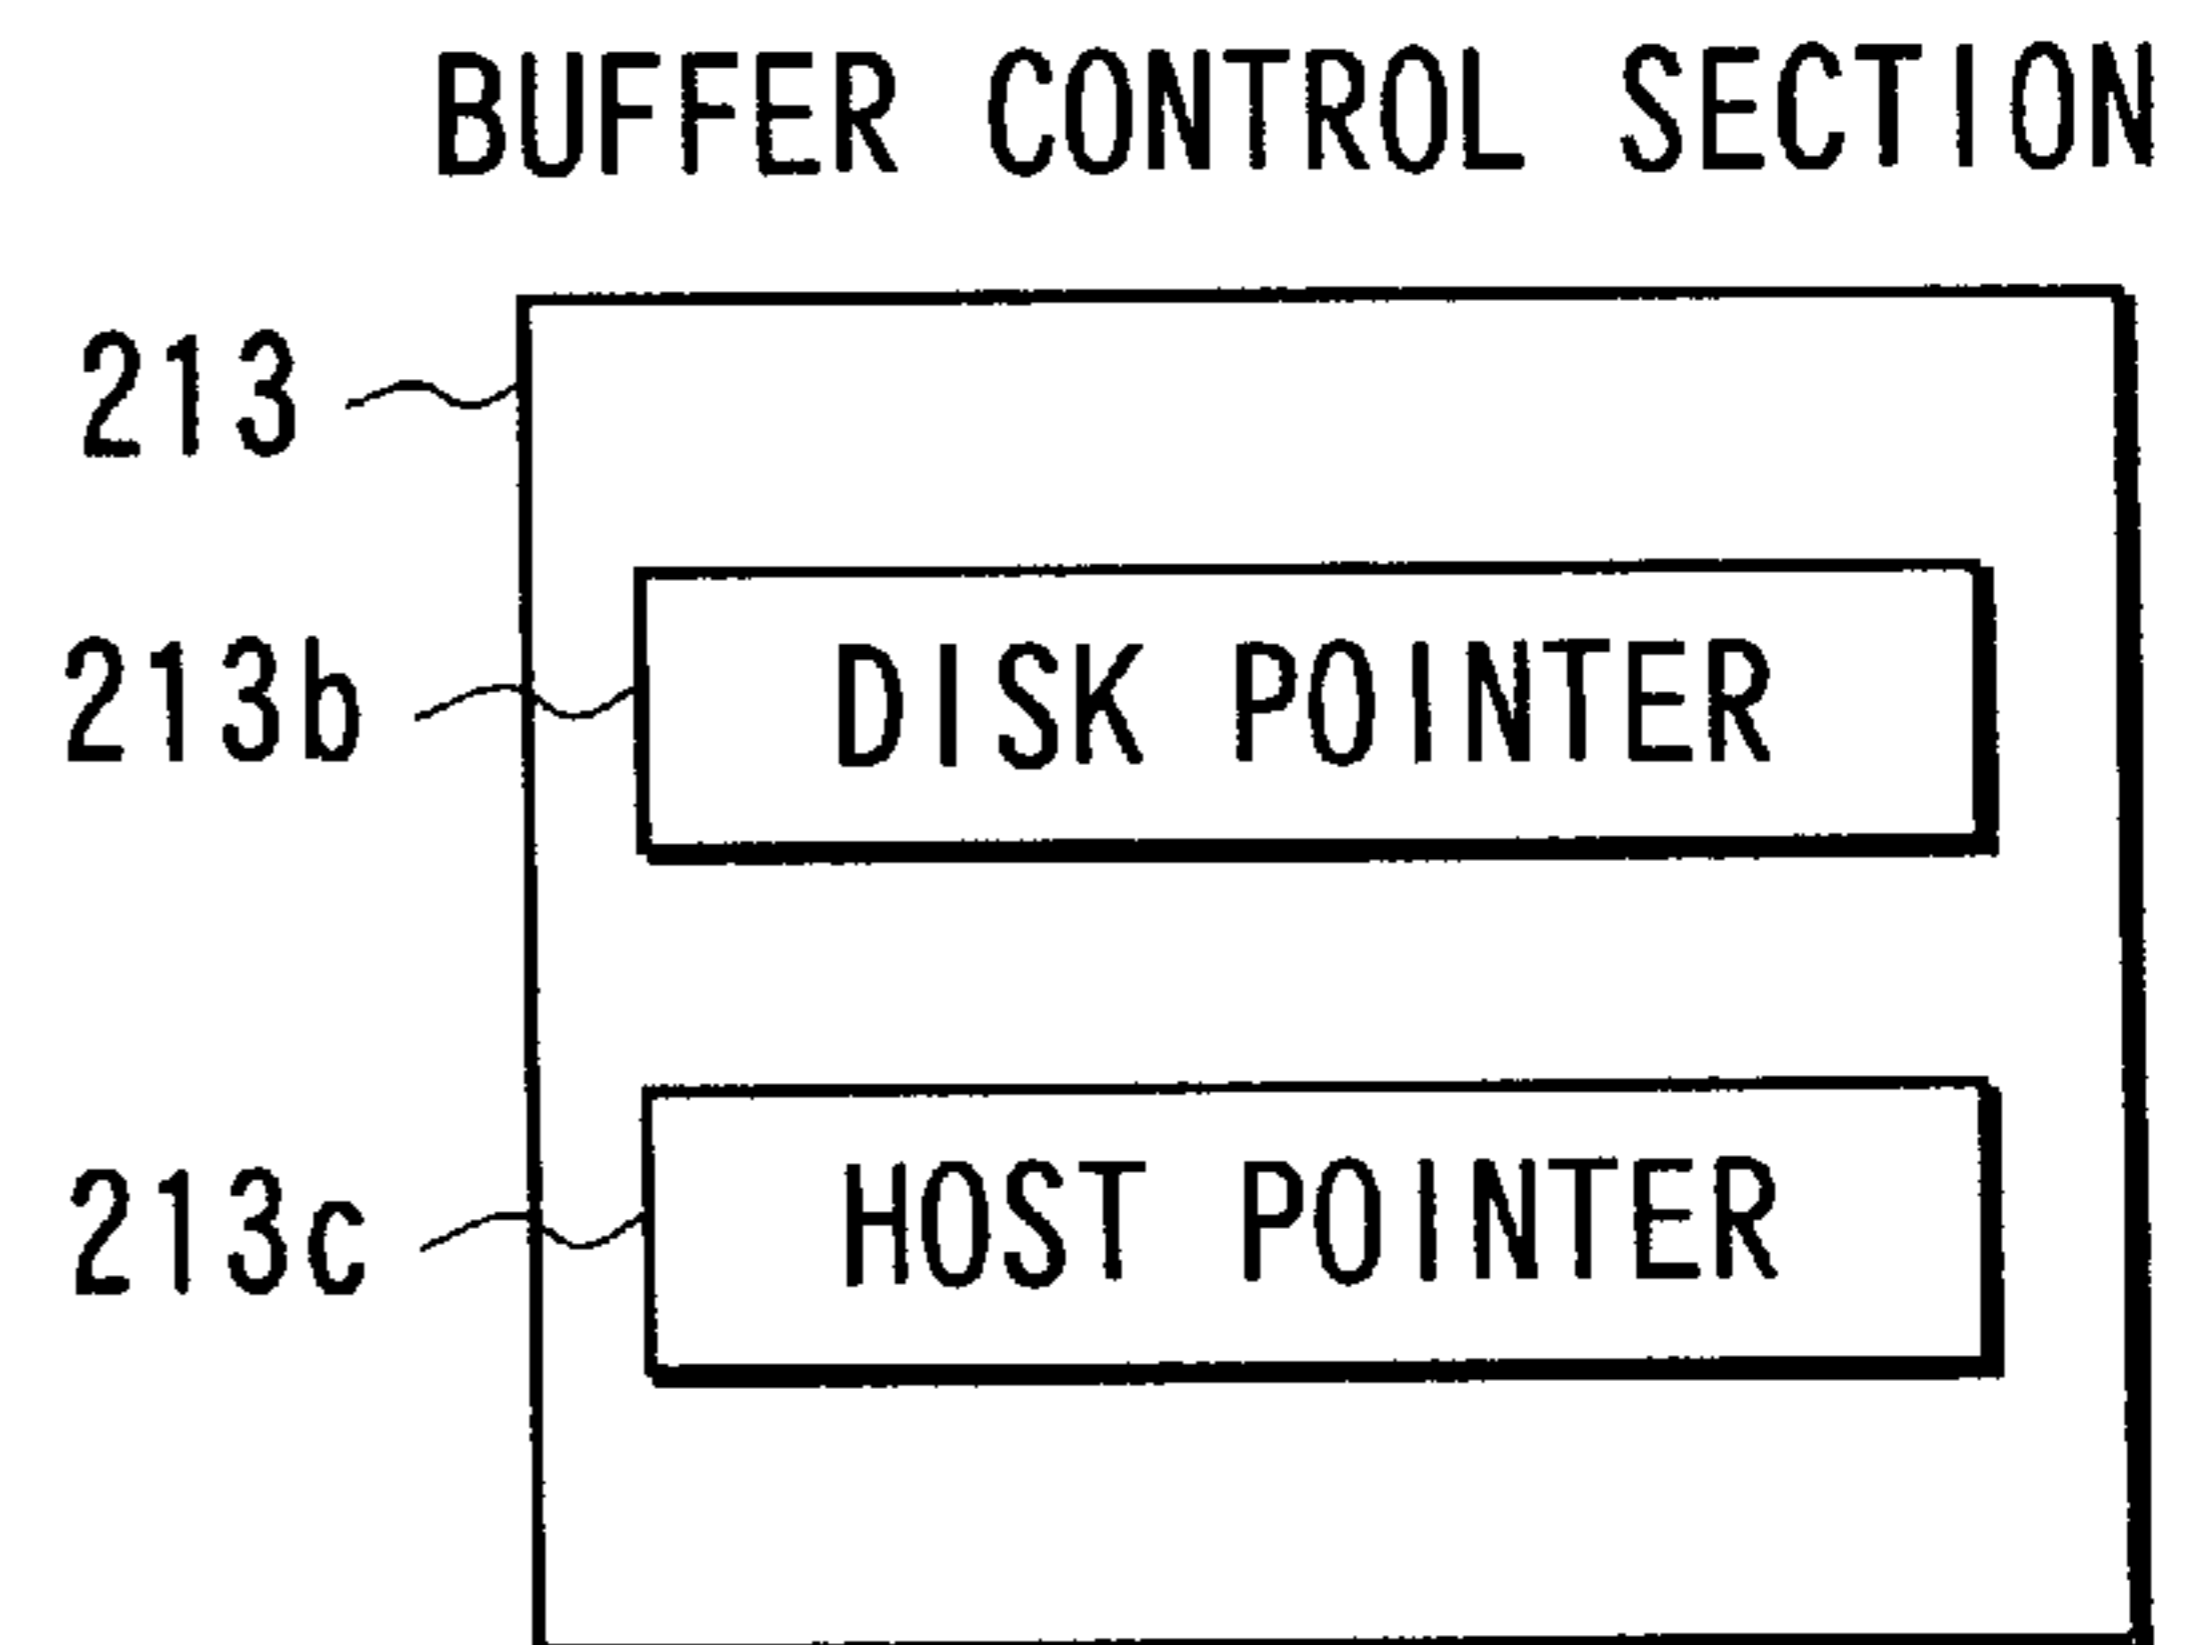 BUFFER CONTROL SECTION
213
213b DISK POINTER
213c HOST POINTER